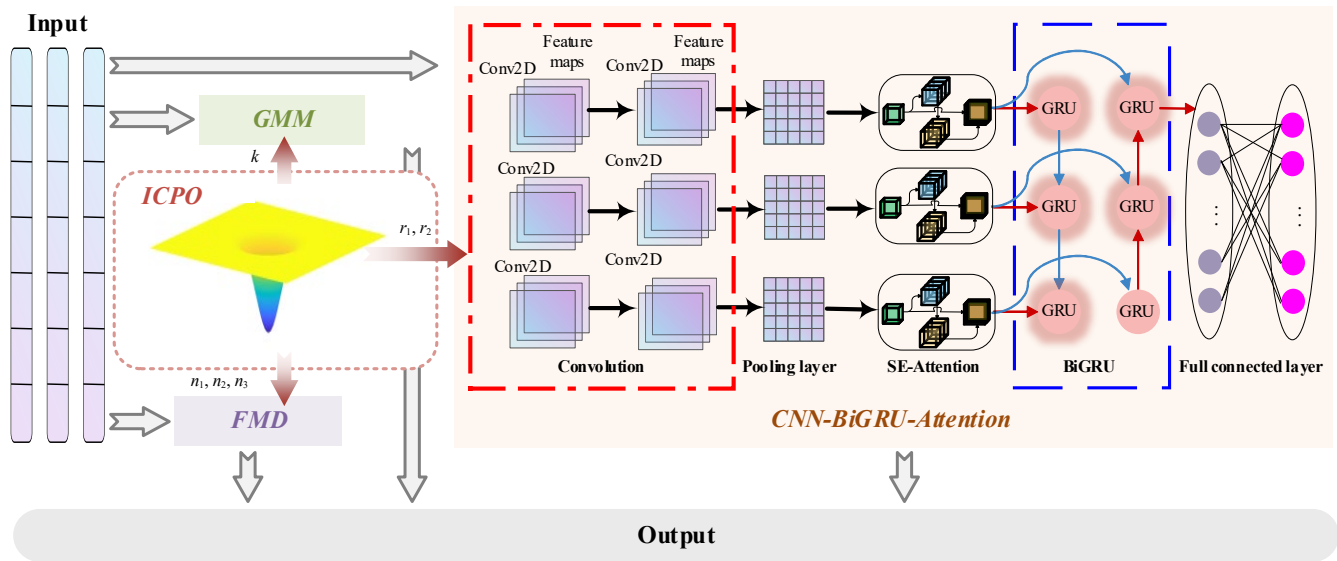 Input
GMM
k
ICPO
r₁, r₂
n₁, n₂, n₃
FMD
Feature
maps
Feature
maps
Conv2D
Conv2D
Conv2D
Conv2D
Conv2D
Conv2D
GRU
GRU
GRU
GRU
GRU
GRU
⋮
⋮
Convolution
Pooling layer
SE-Attention
BiGRU
Full connected layer
CNN-BiGRU-Attention
Output